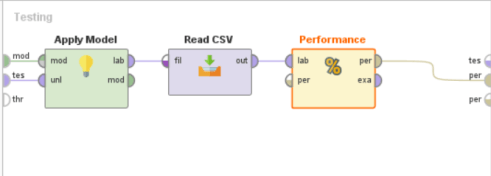 Testing
Apply Model
Read CSV
Performance
mod
mod
lab
fil
out
lab
per
tes
tes
unl
mod
per
exa
per
thr
per